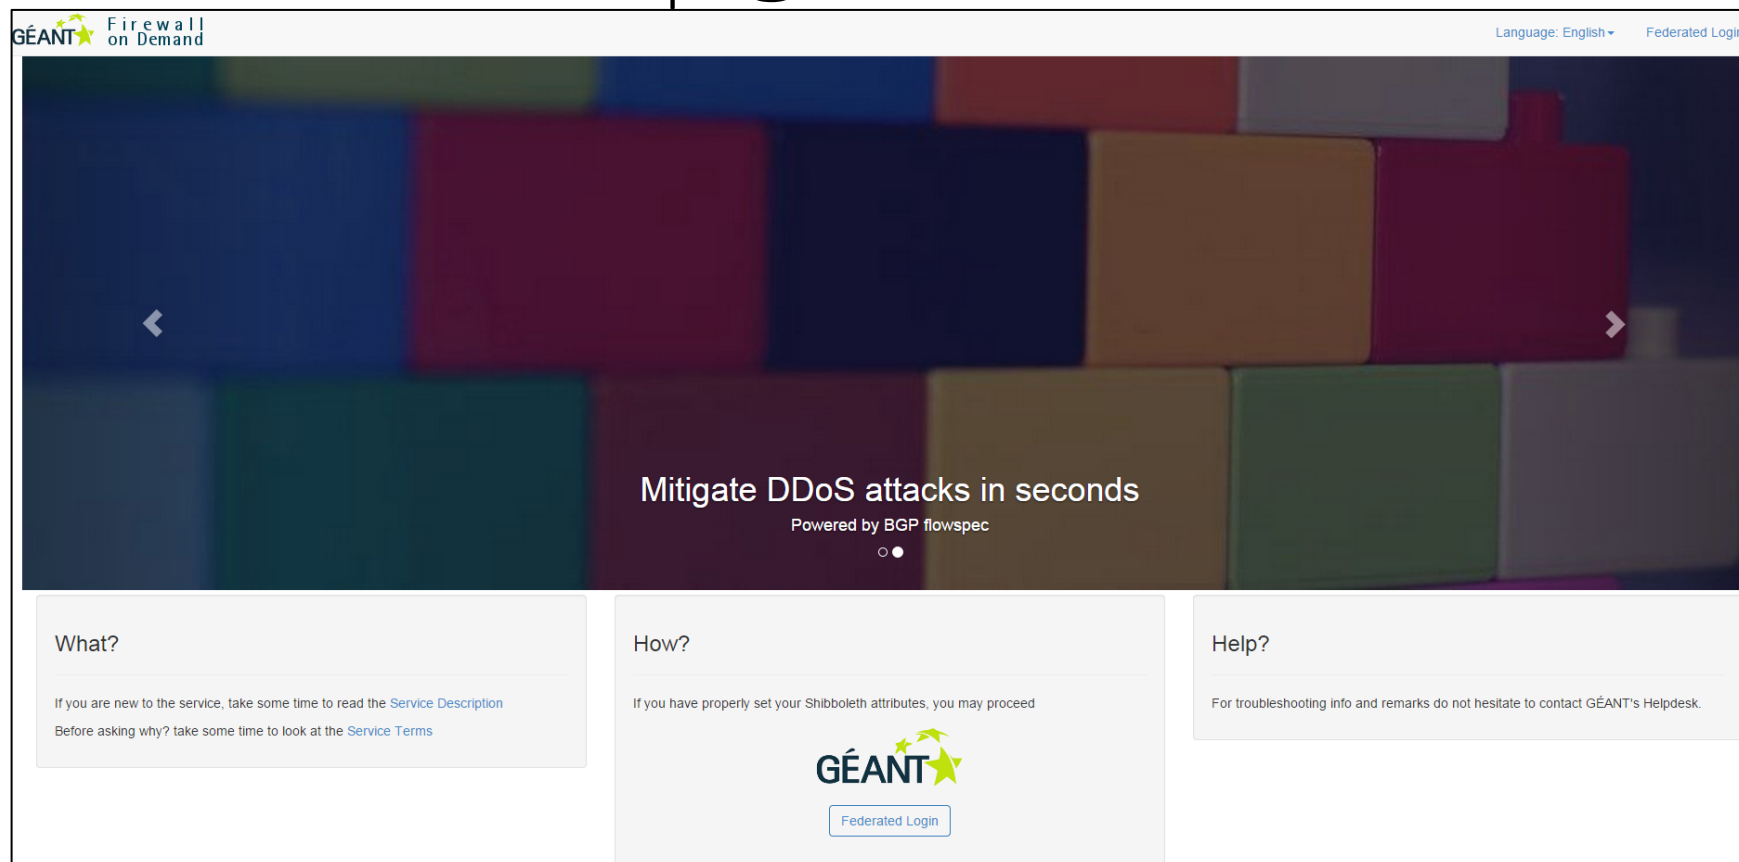 GÉANT Firewall
on Demand
Language: English
Federated Login
Mitigate DDoS attacks in seconds
Powered by BGP flowspec
What?
If you are new to the service, take some time to read the Service Description
Before asking why? take some time to look at the Service Terms
How?
If you have properly set your Shibboleth attributes, you may proceed
GÉANT
Federated Login
Help?
For troubleshooting info and remarks do not hesitate to contact GÉANT's Helpdesk.